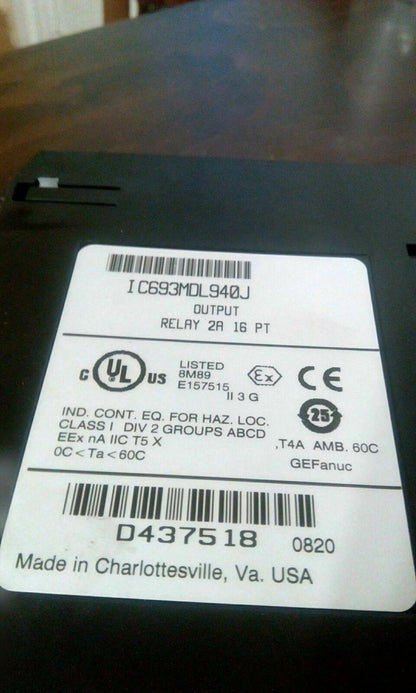 IC693MDL940J
OUTPUT
RELAY 2A 16 PT
C UL US
LISTED
8M89
E157515
Ex
II 3 G
CE
IND. CONT. EQ. FOR HAZ. LOC.
CLASS I DIV 2 GROUPS ABCD
EEx nA IIC T5 X
0C<Ta<60C
25
,T4A AMB. 60C
GEFanuc
D437518
0820
Made in Charlottesville, Va. USA